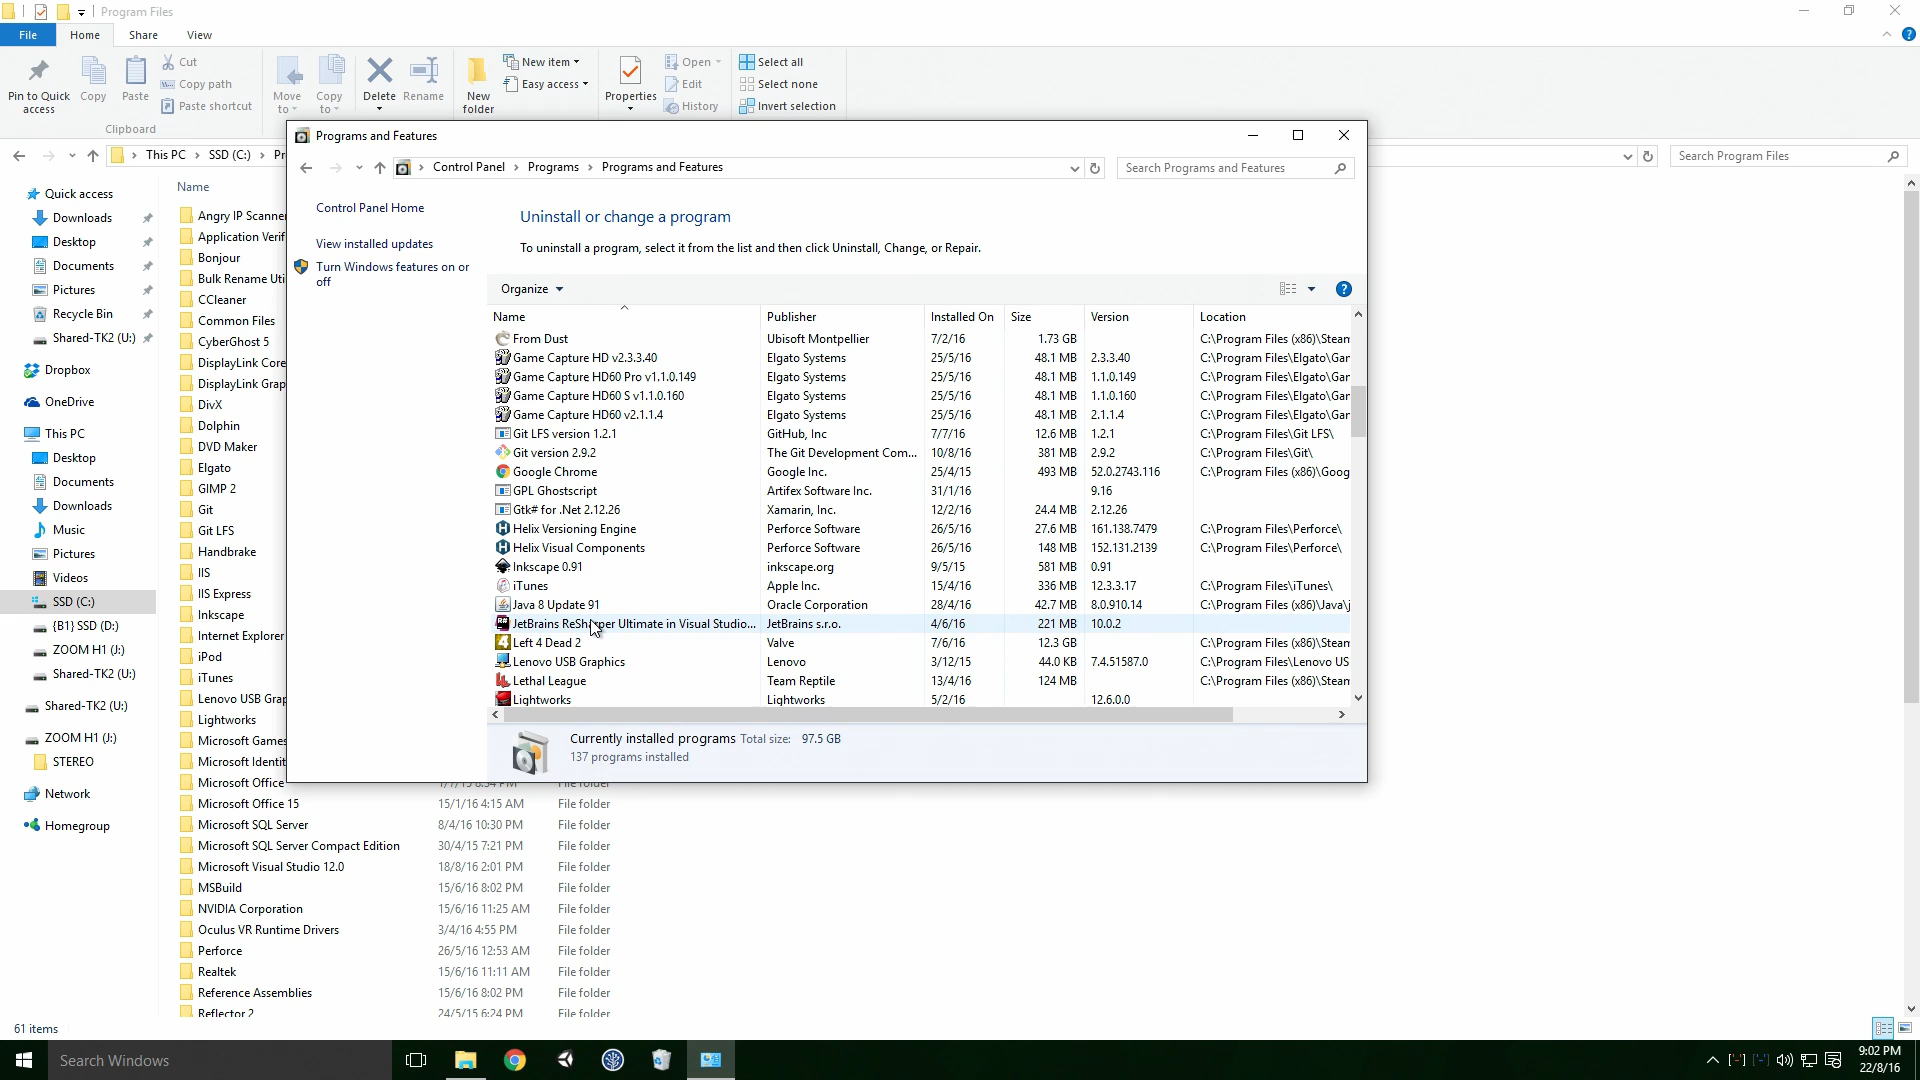 Program Files
File
Home
Share
View
Pin to Quick access
Copy
Paste
Cut
Copy path
Paste shortcut
Clipboard
Move to
Copy to
Delete
Rename
New folder
New item
Easy access
Properties
Open
Edit
History
Select all
Select none
Invert selection
This PC
SSD (C:)
Search Program Files
Quick access
Downloads
Desktop
Documents
Pictures
Recycle Bin
Shared-TK2 (U:)
Dropbox
OneDrive
This PC
Desktop
Documents
Downloads
Music
Pictures
Videos
SSD (C:)
{B1} SSD (D:)
ZOOM H1 (J:)
Shared-TK2 (U:)
Shared-TK2 (U:)
ZOOM H1 (J:)
STEREO
Network
Homegroup
61 items
Name
Angry IP Scanner
Application Verif
Bonjour
Bulk Rename Uti
CCleaner
Common Files
CyberGhost 5
DisplayLink Core
DisplayLink Grap
DivX
Dolphin
DVD Maker
Elgato
GIMP 2
Git
Git LFS
Handbrake
IIS
IIS Express
Inkscape
Internet Explorer
iPod
iTunes
Lenovo USB Grap
Lightworks
Microsoft Games
Microsoft Identit
Microsoft Office
Microsoft Office 15 15/1/16 4:15 AM File folder
Microsoft SQL Server 8/4/16 10:30 PM File folder
Microsoft SQL Server Compact Edition 30/4/15 7:21 PM File folder
Microsoft Visual Studio 12.0 18/8/16 2:01 PM File folder
MSBuild 15/6/16 8:02 PM File folder
NVIDIA Corporation 15/6/16 11:25 AM File folder
Oculus VR Runtime Drivers 3/4/16 4:55 PM File folder
Perforce 26/5/16 12:53 AM File folder
Realtek 15/6/16 11:11 AM File folder
Reference Assemblies 15/6/16 8:02 PM File folder
Reflector 2 24/5/15 6:24 PM File folder
Programs and Features
Control Panel > Programs > Programs and Features
Search Programs and Features
Control Panel Home
View installed updates
Turn Windows features on or
off
Uninstall or change a program
To uninstall a program, select it from the list and then click Uninstall, Change, or Repair.
Organize
Name Publisher Installed On Size Version Location
From Dust Ubisoft Montpellier 7/2/16 1.73 GB C:\Program Files (x86)\Steam
Game Capture HD v2.3.3.40 Elgato Systems 25/5/16 48.1 MB 2.3.3.40 C:\Program Files\Elgato\Gar
Game Capture HD60 Pro v1.1.0.149 Elgato Systems 25/5/16 48.1 MB 1.1.0.149 C:\Program Files\Elgato\Gar
Game Capture HD60 S v1.1.0.160 Elgato Systems 25/5/16 48.1 MB 1.1.0.160 C:\Program Files\Elgato\Gar
Game Capture HD60 v2.1.1.4 Elgato Systems 25/5/16 48.1 MB 2.1.1.4 C:\Program Files\Elgato\Gar
Git LFS version 1.2.1 GitHub, Inc 7/7/16 12.6 MB 1.2.1 C:\Program Files\Git LFS\
Git version 2.9.2 The Git Development Com... 10/8/16 381 MB 2.9.2 C:\Program Files\Git\
Google Chrome Google Inc. 25/4/15 493 MB 52.0.2743.116 C:\Program Files (x86)\Goog
GPL Ghostscript Artifex Software Inc. 31/1/16 9.16
Gtk# for .Net 2.12.26 Xamarin, Inc. 12/2/16 24.4 MB 2.12.26
Helix Versioning Engine Perforce Software 26/5/16 27.6 MB 161.138.7479 C:\Program Files\Perforce\
Helix Visual Components Perforce Software 26/5/16 148 MB 152.131.2139 C:\Program Files\Perforce\
Inkscape 0.91 inkscape.org 9/5/15 581 MB 0.91
iTunes Apple Inc. 15/4/16 336 MB 12.3.3.17 C:\Program Files\iTunes\
Java 8 Update 91 Oracle Corporation 28/4/16 42.7 MB 8.0.910.14 C:\Program Files (x86)\Java\j
JetBrains ReSharper Ultimate in Visual Studio... JetBrains s.r.o. 4/6/16 221 MB 10.0.2
Left 4 Dead 2 Valve 7/6/16 12.3 GB C:\Program Files (x86)\Steam
Lenovo USB Graphics Lenovo 3/12/15 44.0 KB 7.4.51587.0 C:\Program Files\Lenovo US
Lethal League Team Reptile 13/4/16 124 MB C:\Program Files (x86)\Steam
Lightworks Lightworks 5/2/16 12.6.0.0
Currently installed programs Total size: 97.5 GB
137 programs installed
Search Windows
9:02 PM
22/8/16